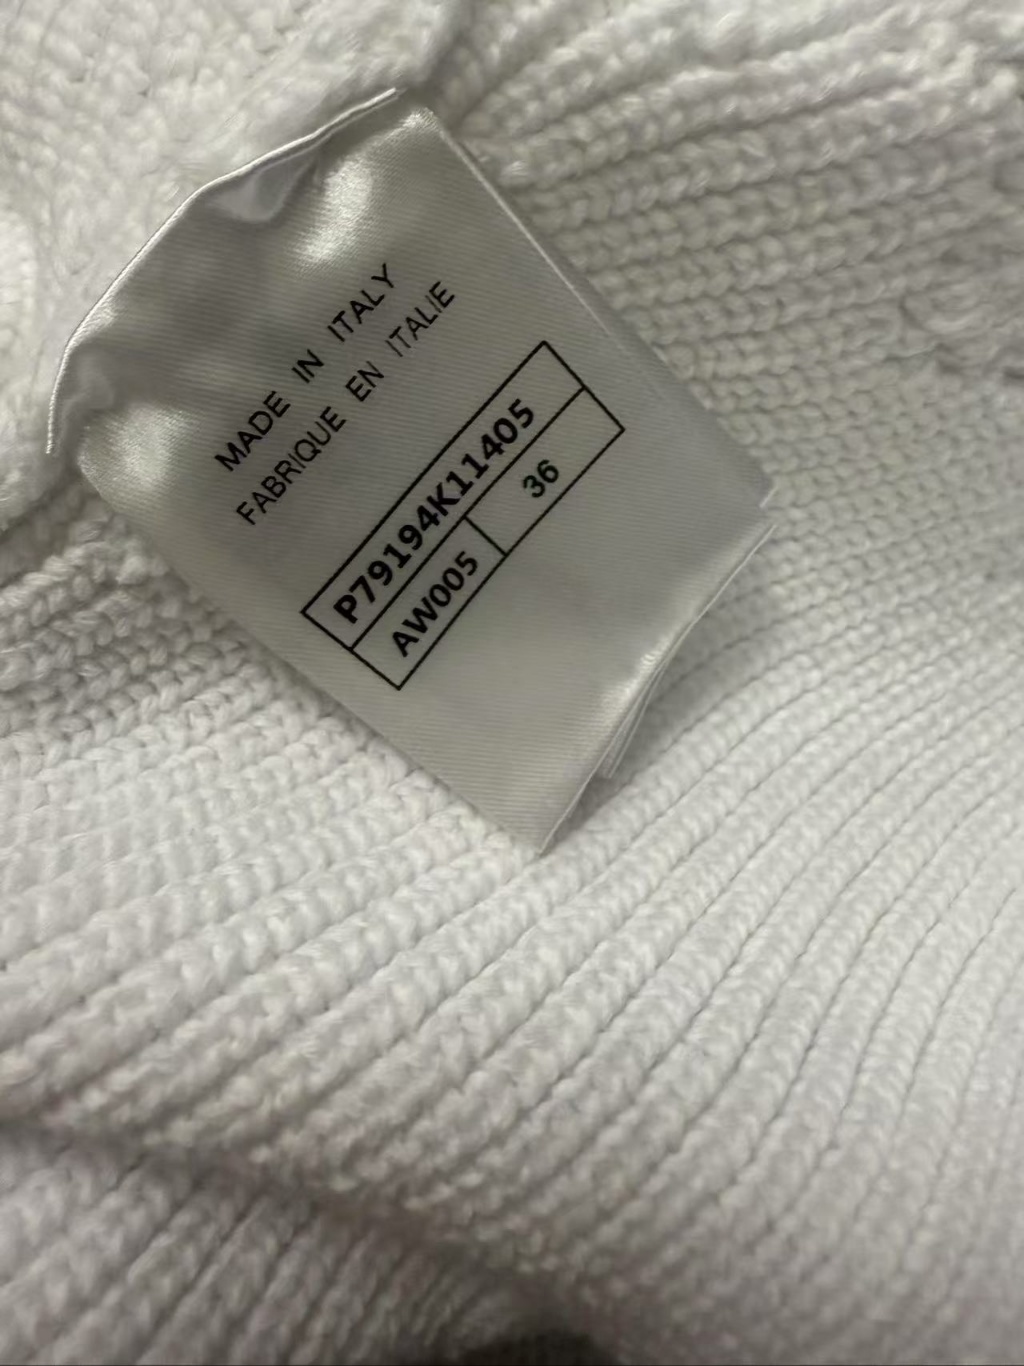 MADE IN ITALY
FABRIQUE EN ITALIE
P79194K11405
AW005 36